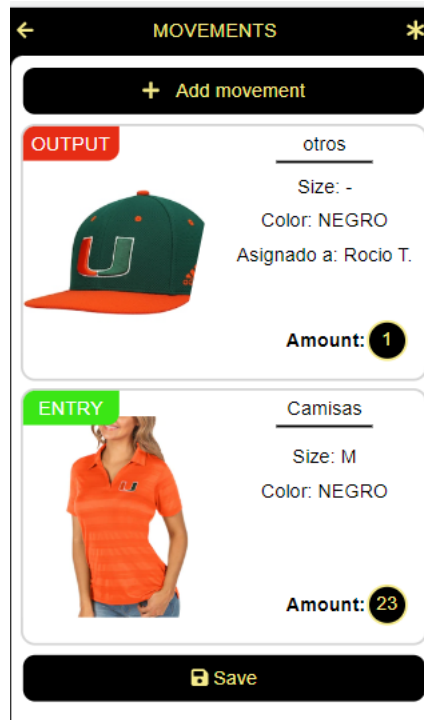 MOVEMENTS
Add movement
OUTPUT
otros
Size: -
Color: NEGRO
Asignado a: Rocio T.
Amount: 1
ENTRY
Camisas
Size: M
Color: NEGRO
Amount: 23
Save